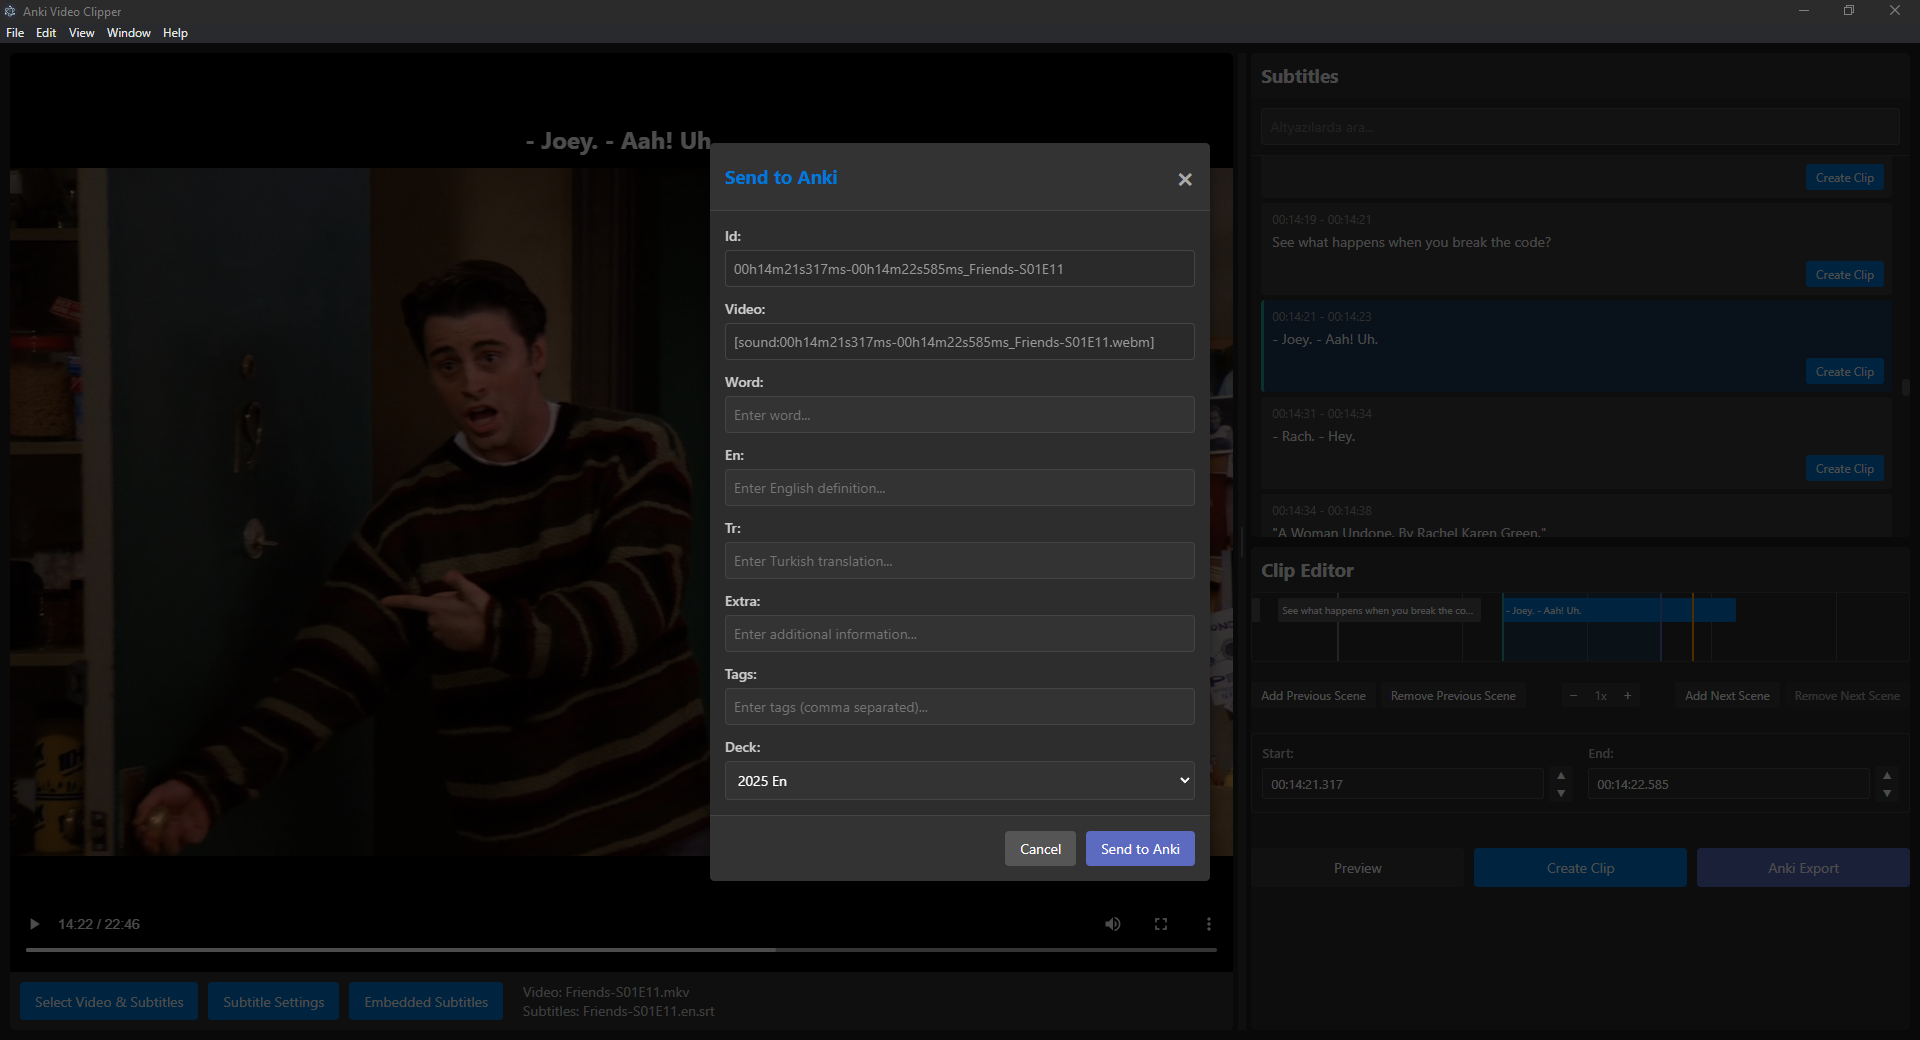 Anki Video Clipper
File Edit View Window Help
- Joey. - Aah! Uh
Send to Anki
Id:
00h14m21s317ms-00h14m22s585ms_Friends-S01E11
Video:
[sound:00h14m21s317ms-00h14m22s585ms_Friends-S01E11.webm]
Word:
Enter word...
En:
Enter English definition...
Tr:
Enter Turkish translation...
Extra:
Enter additional information...
Tags:
Enter tags (comma separated)...
Deck:
2025 En
Cancel Send to Anki
14:22 / 22:46
Select Video & Subtitles Subtitle Settings Embedded Subtitles
Video: Friends-S01E11.mkv
Subtitles: Friends-S01E11.en.srt
Subtitles
Altyazılarda ara...
Create Clip
00:14:19 - 00:14:21
See what happens when you break the code?
Create Clip
00:14:21 - 00:14:23
- Joey. - Aah! Uh.
Create Clip
00:14:31 - 00:14:34
- Rach. - Hey.
Create Clip
00:14:34 - 00:14:38
"A Woman Undone. By Rachel Karen Green."
Clip Editor
See what happens when you break the co... - Joey. - Aah! Uh.
Add Previous Scene Remove Previous Scene − 1x + Add Next Scene Remove Next Scene
Start: End:
00:14:21.317 00:14:22.585
Preview Create Clip Anki Export